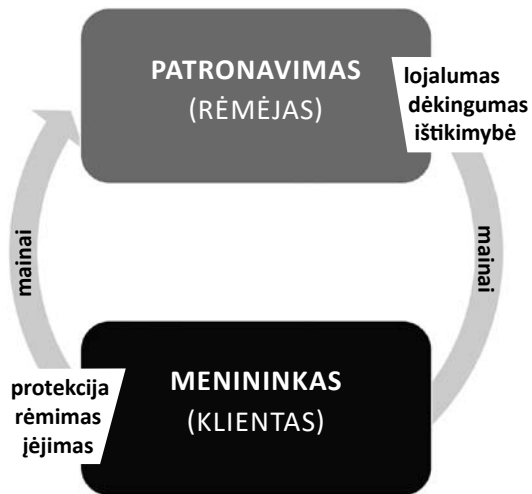 PATRONAVIMAS
(RĖMĖJAS)
lojalumas
dėkingumas
ištikimybė
mainai
mainai
MENININKAS
(KLIENTAS)
protekcija
rėmimas
įėjimas